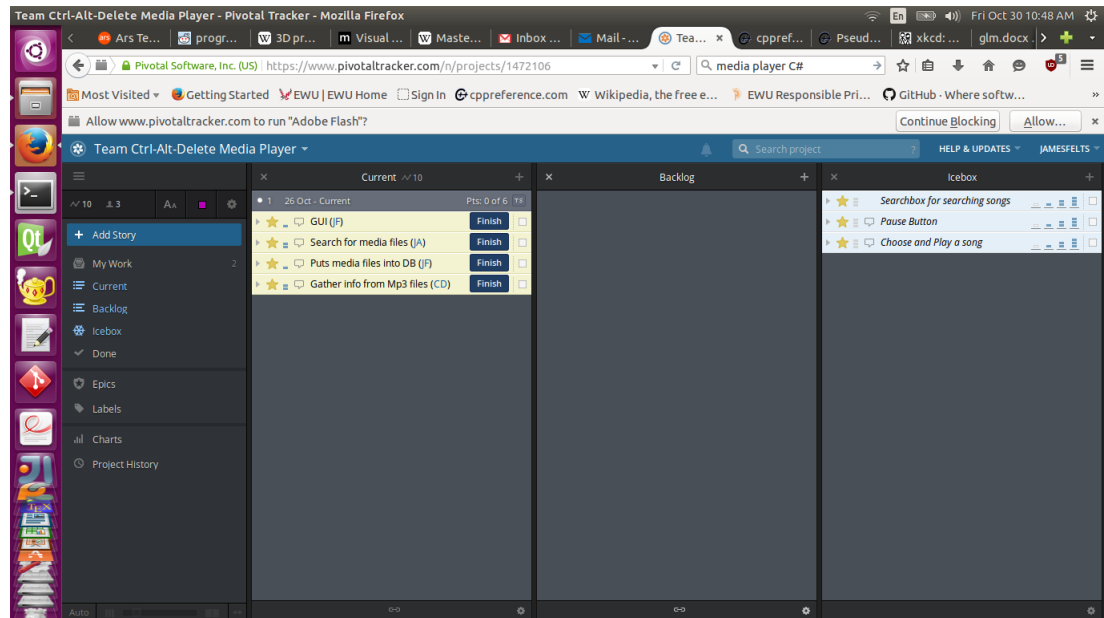 Team Ctrl-Alt-Delete Media Player - Pivotal Tracker - Mozilla Firefox
En
Fri Oct 30 10:48 AM
ars Ars Te...
progr...
W 3D pr...
m Visual ...
W Maste...
Inbox ...
Mail - ...
Tea... ×
cppref...
Pseud...
xkcd: ...
glm.docx
Pivotal Software, Inc. (US)
https://www.pivotaltracker.com/n/projects/1472106
media player C#
5
Most Visited
Getting Started
EWU | EWU Home
Sign In
cppreference.com
W Wikipedia, the free e...
EWU Responsible Pri...
GitHub · Where softw...
»
Allow www.pivotaltracker.com to run "Adobe Flash"?
Continue Blocking
Allow...
×
Team Ctrl-Alt-Delete Media Player
Search project ?
HELP & UPDATES
JAMESFELTS
× Current 10 +
× Backlog +
× Icebox +
10 3 AA
+ Add Story
My Work 2
Current
Backlog
Icebox
Done
Epics
Labels
Charts
Project History
Auto
1 26 Oct - Current Pts: 0 of 6
GUI (JF) Finish
Search for media files (JA) Finish
Puts media files into DB (JF) Finish
Gather info from Mp3 files (CD) Finish
Searchbox for searching songs
Pause Button
Choose and Play a song
Qt